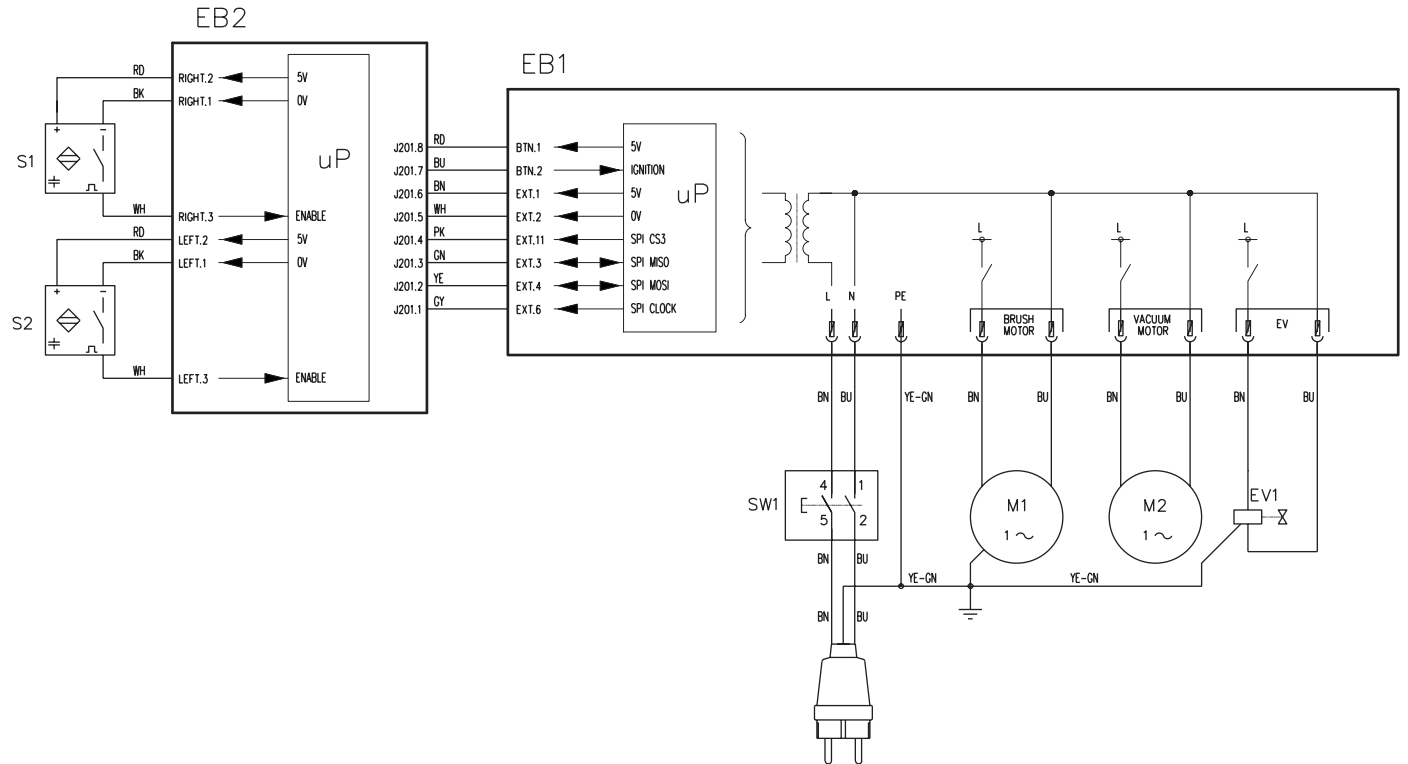 EB2
EB1
RD
RIGHT.2
5V
BK
RIGHT.1
0V
+
-
S1
uP
WH
RIGHT.3
ENABLE
RD
LEFT.2
5V
BK
LEFT.1
0V
+
-
S2
WH
LEFT.3
ENABLE
J201.8 RD BTN.1 5V
J201.7 BU BTN.2 IGNITION
J201.6 BN EXT.1 5V
uP
J201.5 WH EXT.2 0V
J201.4 PK EXT.11 SPI CS3
J201.3 GN EXT.3 SPI MISO
J201.2 YE EXT.4 SPI MOSI
J201.1 GY EXT.6 SPI CLOCK
L
L
L
L N PE
BRUSH
MOTOR
VACUUM
MOTOR
EV
BN BU YE-GN BN BU BN BU BN BU
SW1
4 1
5 2
M1
1 ~
M2
1 ~
EV1
BN BU
YE-GN YE-GN
BN BU